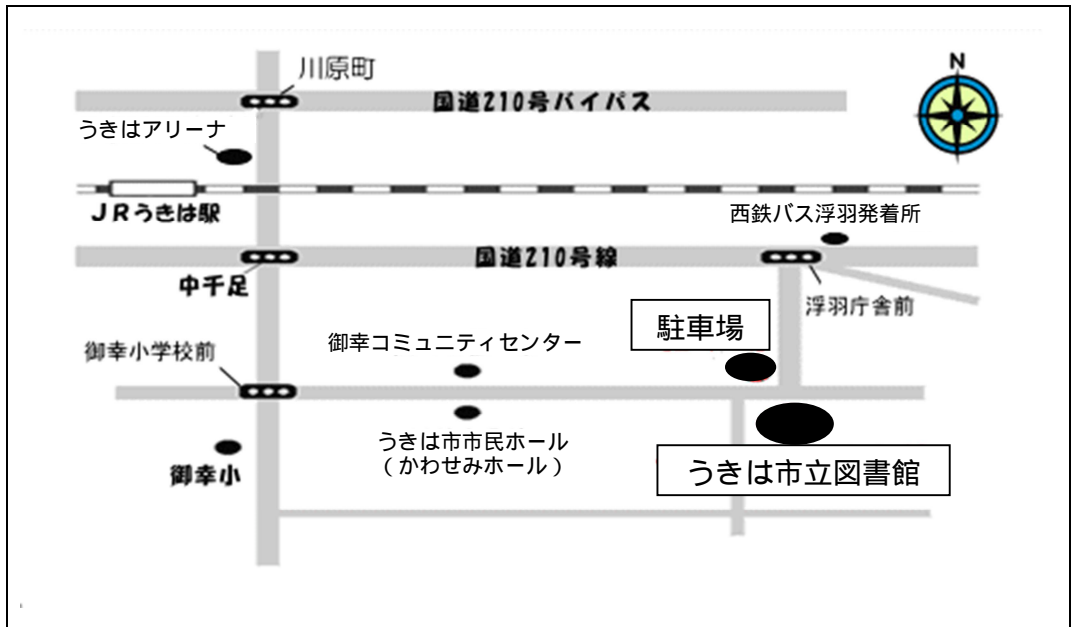 N
川原町
国道210号バイパス
うきはアリーナ
JRうきは駅
西鉄バス浮羽発着所
国道210号線
中千足
浮羽庁舎前
駐車場
御幸コミュニティセンター
御幸小学校前
うきは市市民ホール
(かわせみホール)
御幸小
うきは市立図書館